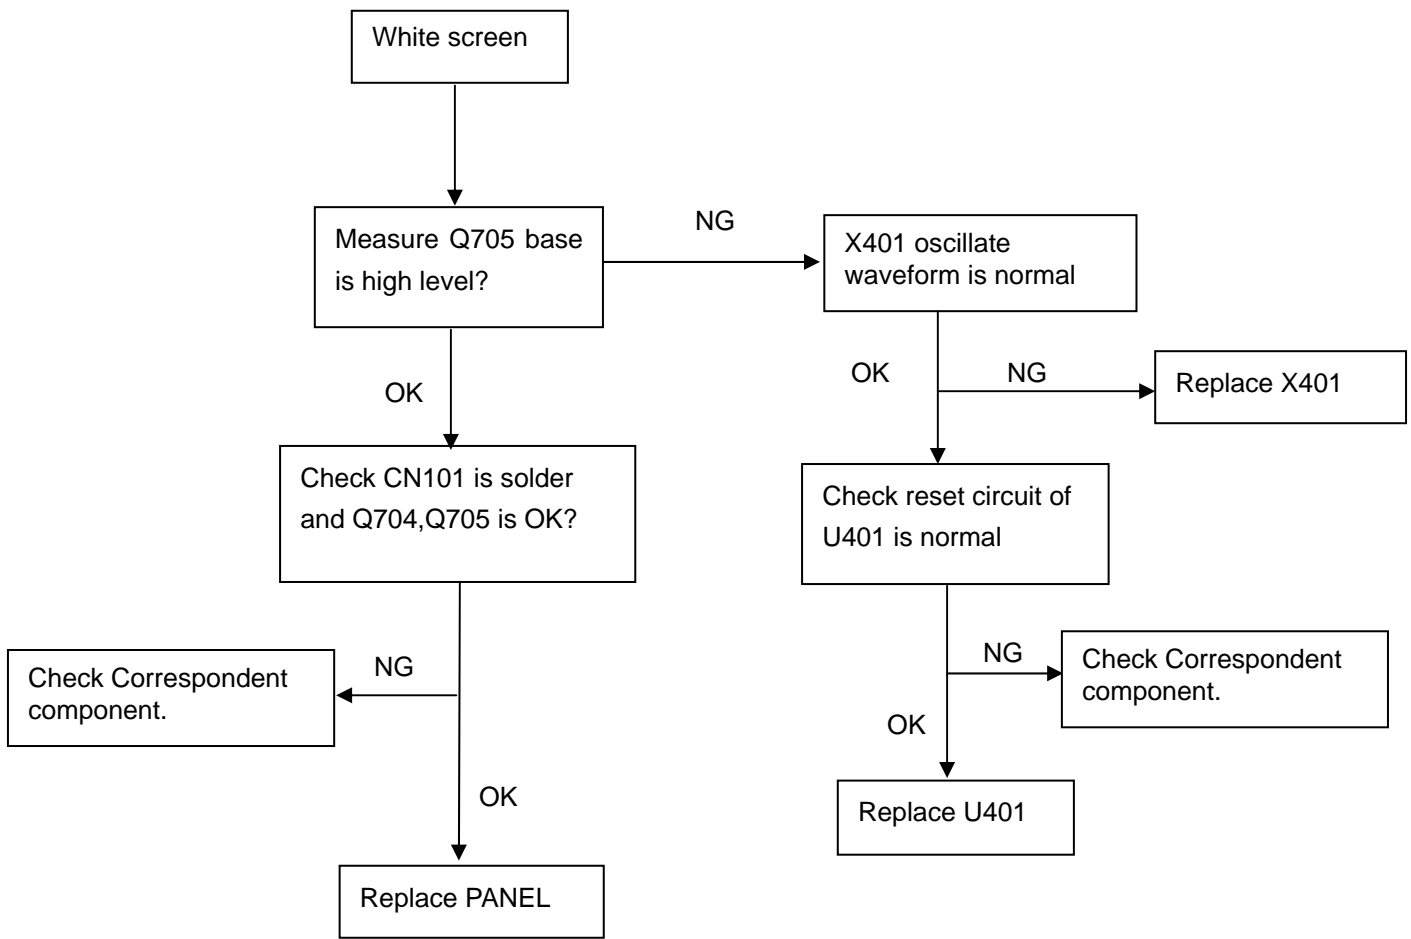 White screen
Measure Q705 base
is high level?
NG
X401 oscillate
waveform is normal
OK
NG
Replace X401
OK
Check CN101 is solder
and Q704,Q705 is OK?
Check reset circuit of
U401 is normal
NG
Check Correspondent
component.
NG
Check Correspondent
component.
OK
Replace U401
OK
Replace PANEL